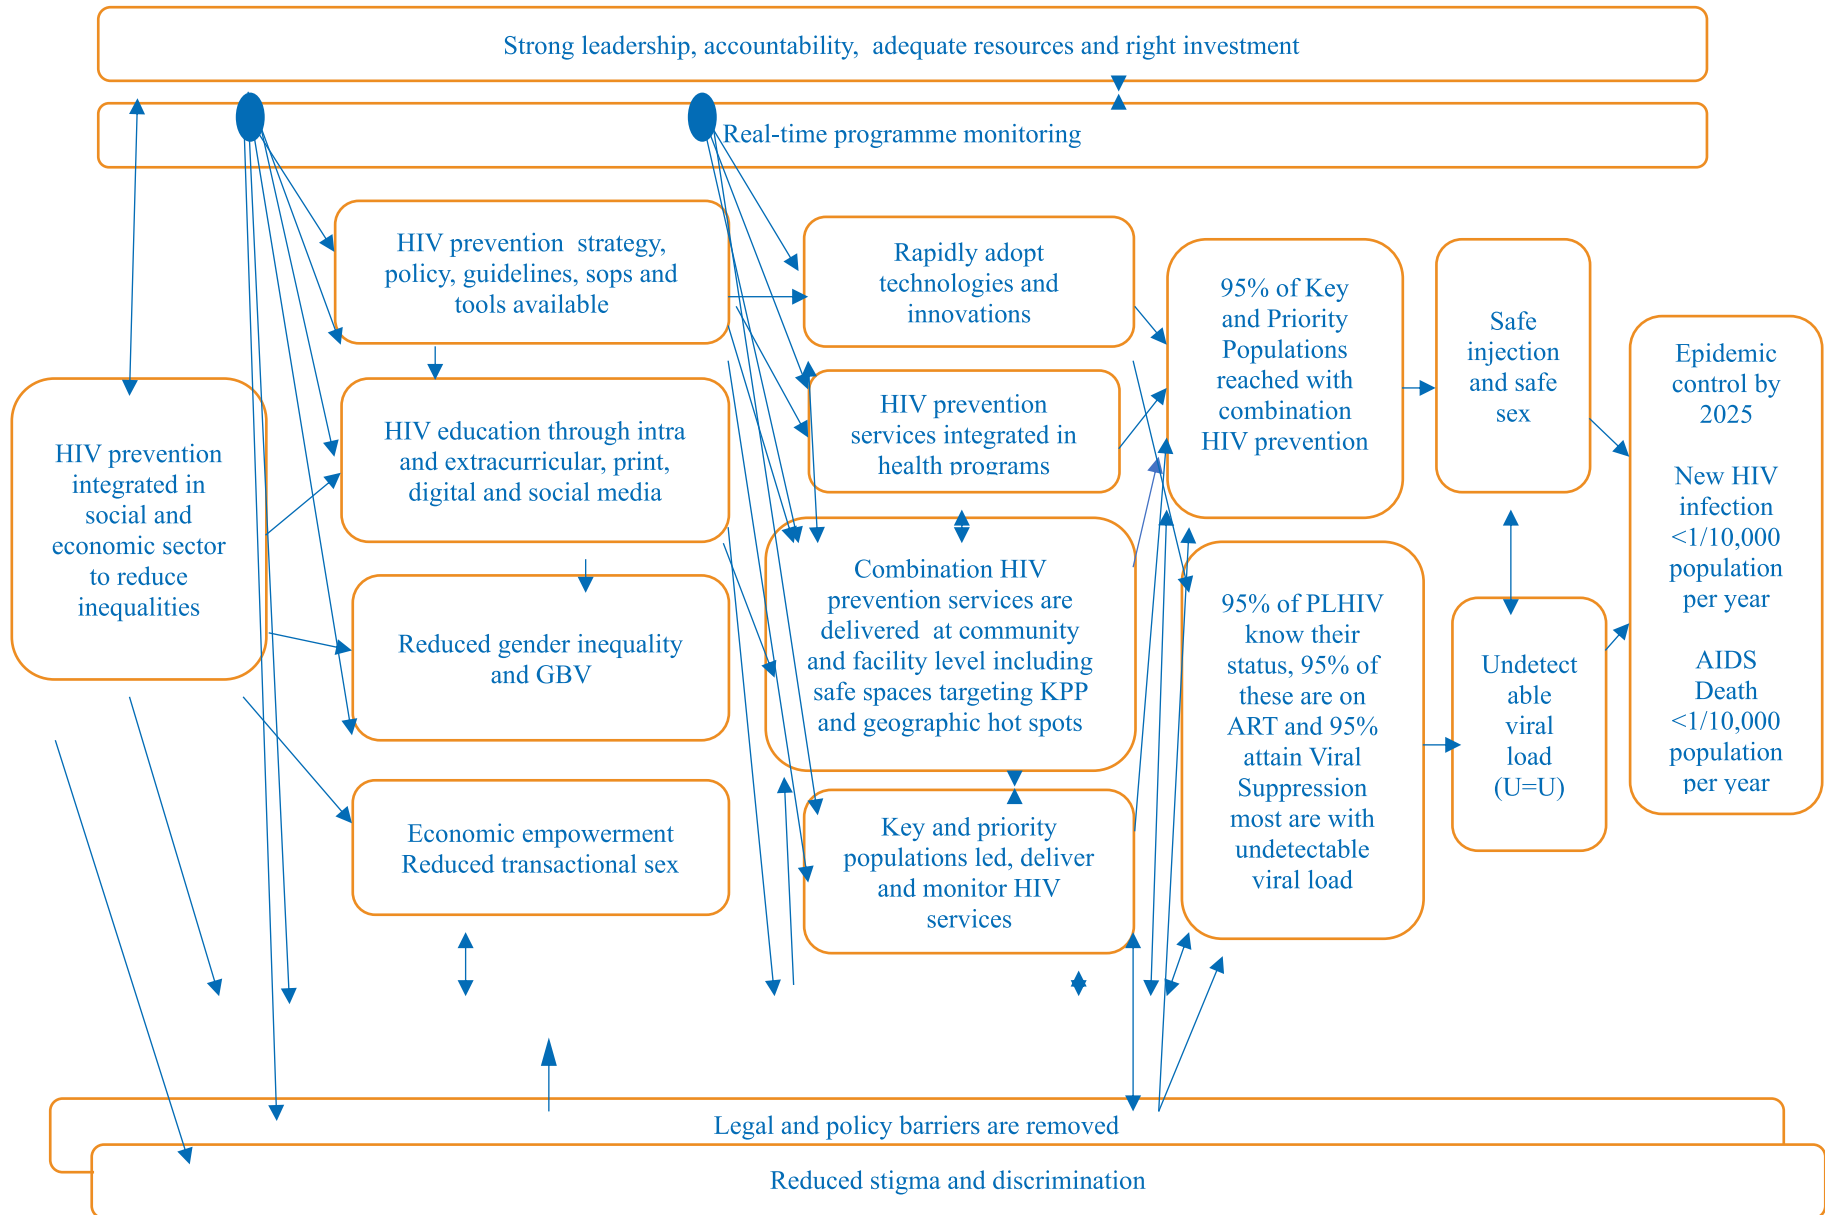 Strong leadership, accountability,  adequate resources and right investment
Real-time programme monitoring
HIV prevention
integrated in
social and
economic sector
to reduce
inequalities
HIV prevention  strategy,
policy, guidelines, sops and
tools available
HIV education through intra
and extracurricular, print,
digital and social media
Reduced gender inequality
and GBV
Economic empowerment
Reduced transactional sex
Rapidly adopt
technologies and
innovations
HIV prevention
services integrated in
health programs
Combination HIV
prevention services are
delivered  at community
and facility level including
safe spaces targeting KPP
and geographic hot spots
Key and priority
populations led, deliver
and monitor HIV
services
95% of Key
and Priority
Populations
reached with
combination
HIV prevention
95% of PLHIV
know their
status, 95% of
these are on
ART and 95%
attain Viral
Suppression
most are with
undetectable
viral load
Safe
injection
and safe
sex
Undetect
able
viral
load
(U=U)
Epidemic
control by
2025
New HIV
infection
<1/10,000
population
per year
AIDS
Death
<1/10,000
population
per year
Legal and policy barriers are removed
Reduced stigma and discrimination